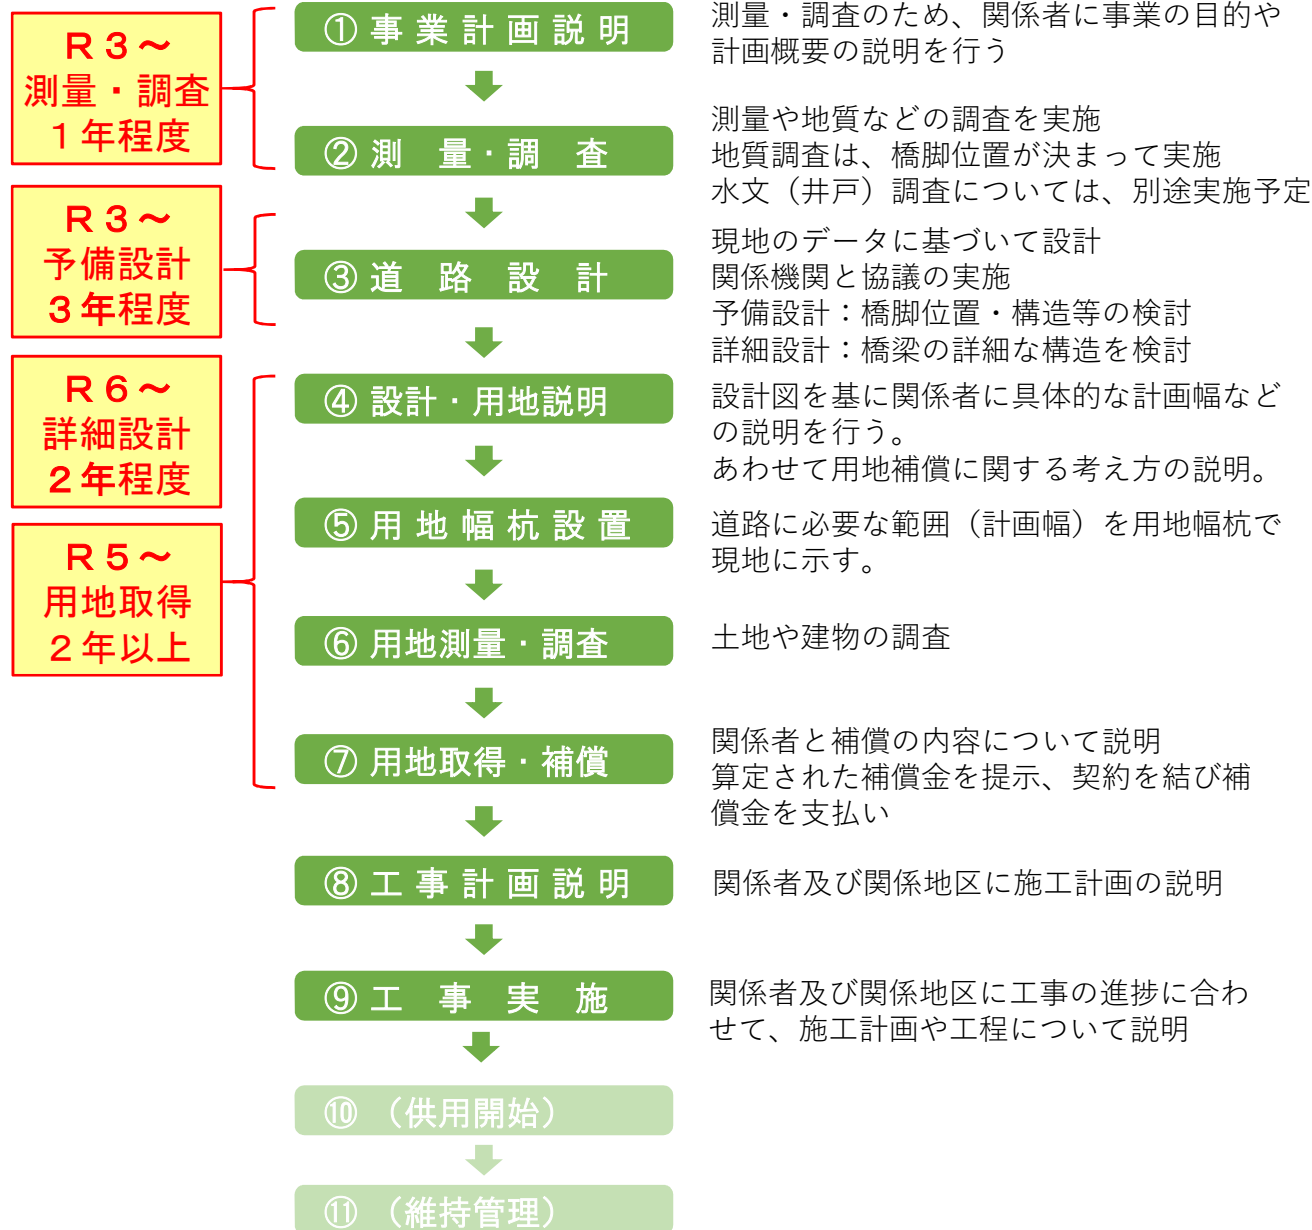 R3～
測量・調査
1年程度
R3～
予備設計
3年程度
R6～
詳細設計
2年程度
R5～
用地取得
2年以上
①事業計画説明
測量・調査のため、関係者に事業の目的や
計画概要の説明を行う
②測量・調査
測量や地質などの調査を実施
地質調査は、橋脚位置が決まって実施
水文（井戸）調査については、別途実施予定
③道路設計
現地のデータに基づいて設計
関係機関と協議の実施
予備設計：橋脚位置・構造等の検討
詳細設計：橋梁の詳細な構造を検討
④設計・用地説明
設計図を基に関係者に具体的な計画幅など
の説明を行う。
あわせて用地補償に関する考え方の説明。
⑤用地幅杭設置
道路に必要な範囲（計画幅）を用地幅杭で
現地に示す。
⑥用地測量・調査
土地や建物の調査
⑦用地取得・補償
関係者と補償の内容について説明
算定された補償金を提示、契約を結び補
償金を支払い
⑧工事計画説明
関係者及び関係地区に施工計画の説明
⑨工事実施
関係者及び関係地区に工事の進捗に合わ
せて、施工計画や工程について説明
⑩（供用開始）
⑪（維持管理）